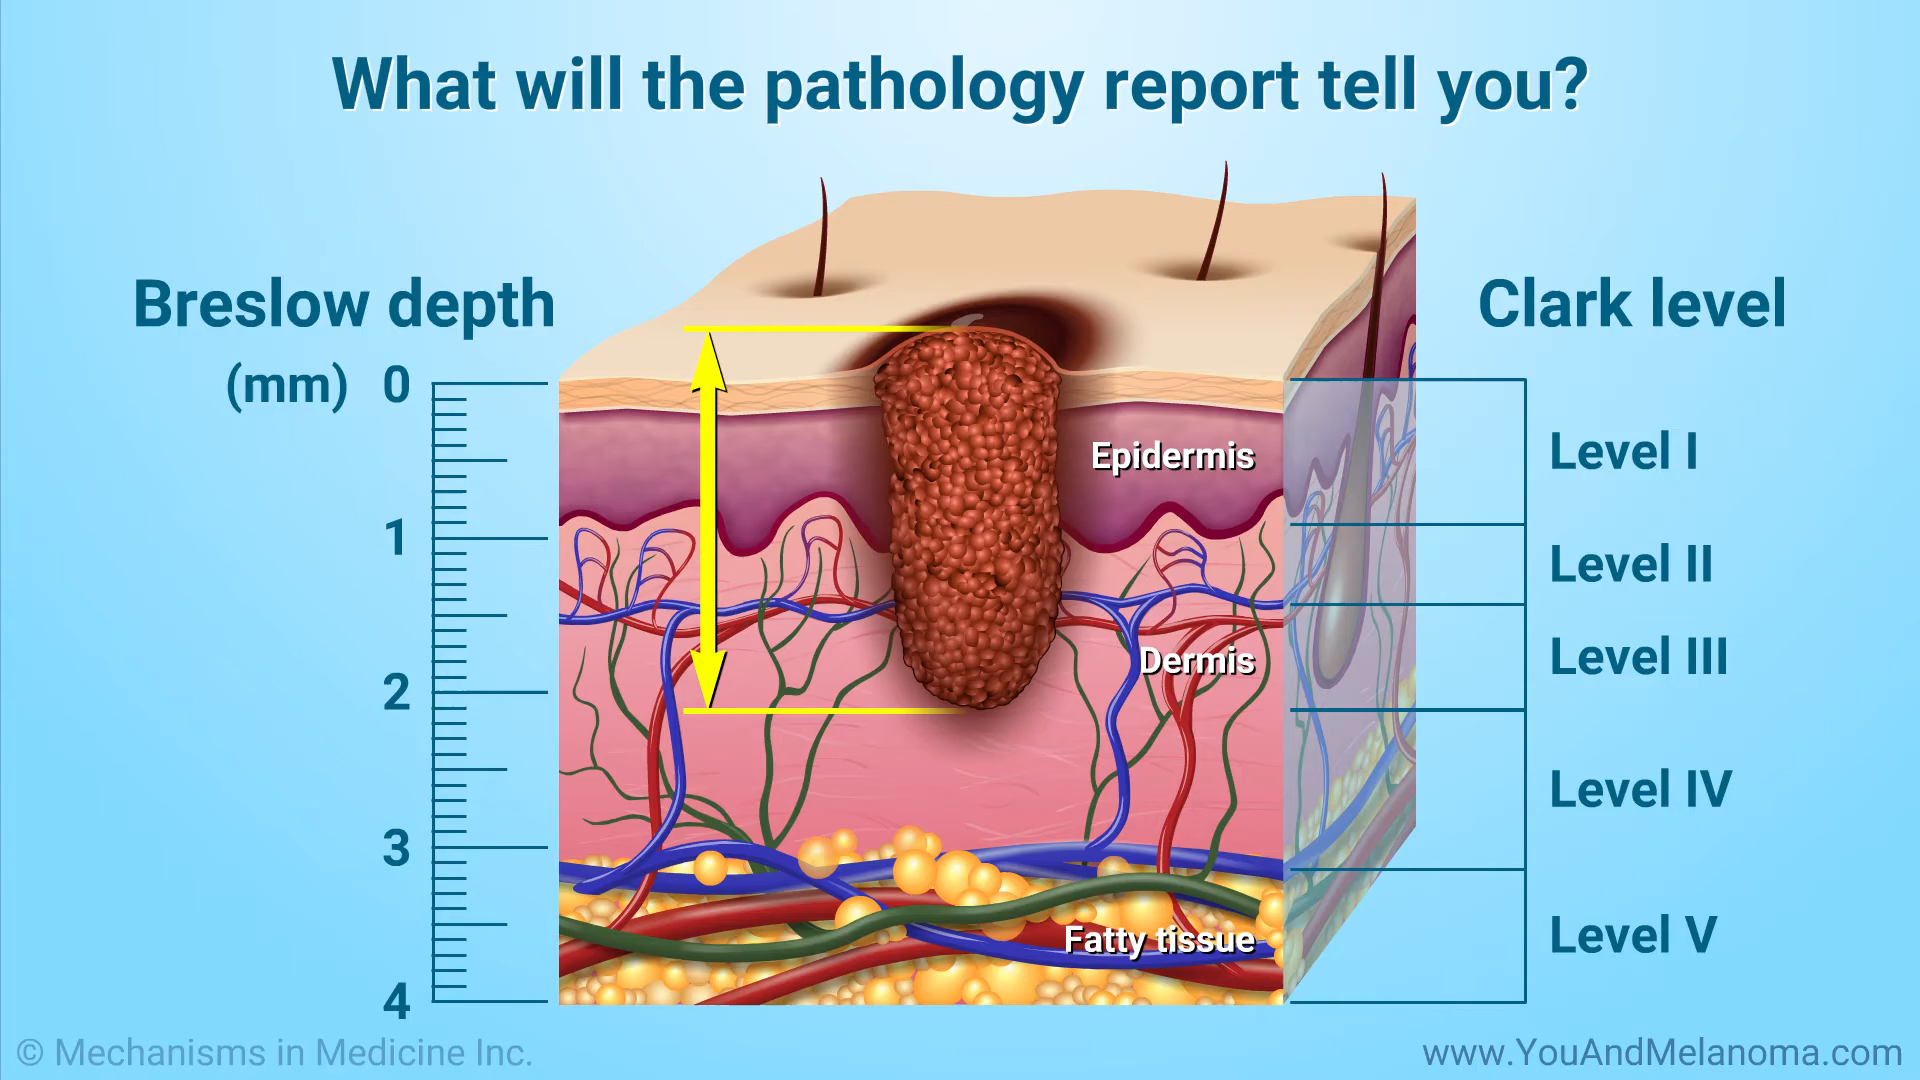 What will the pathology report tell you?
Breslow depth
(mm)
0
1
2
3
4
Epidermis
Dermis
Fatty tissue
Clark level
Level I
Level II
Level III
Level IV
Level V
© Mechanisms in Medicine Inc.
www.YouAndMelanoma.com